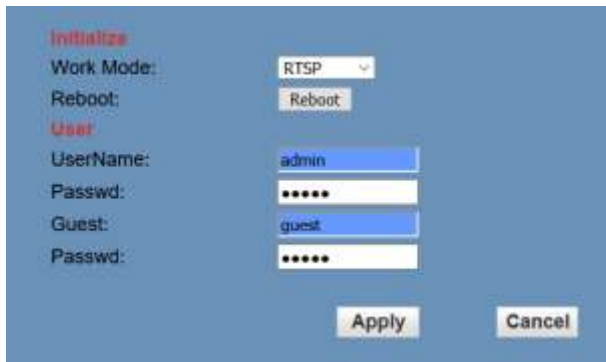 Initialize
Work Mode: RTSP
Reboot: Reboot
User
UserName: admin
Passwd: •••••
Guest: guest
Passwd: •••••
Apply Cancel